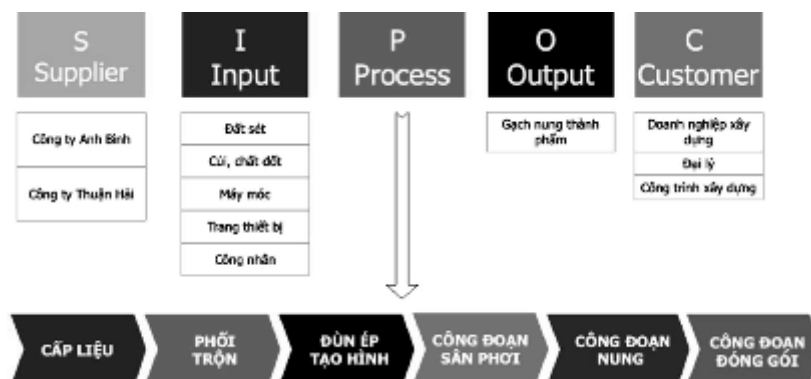 S
Supplier
I
Input
P
Process
O
Output
C
Customer
Công ty Anh Bình
Công ty Thuận Hải
Đất sét
Củi, chất đốt
Máy móc
Trang thiết bị
Công nhân
Gạch nung thành
phẩm
Doanh nghiệp xây
dựng
Đại lý
Công trình xây dựng
CẤP LIỆU
PHỐI
TRỘN
ĐÙN ÉP
TẠO HÌNH
CÔNG ĐOẠN
SÂN PHƠI
CÔNG ĐOẠN
NUNG
CÔNG ĐOẠN
ĐÓNG GÓI